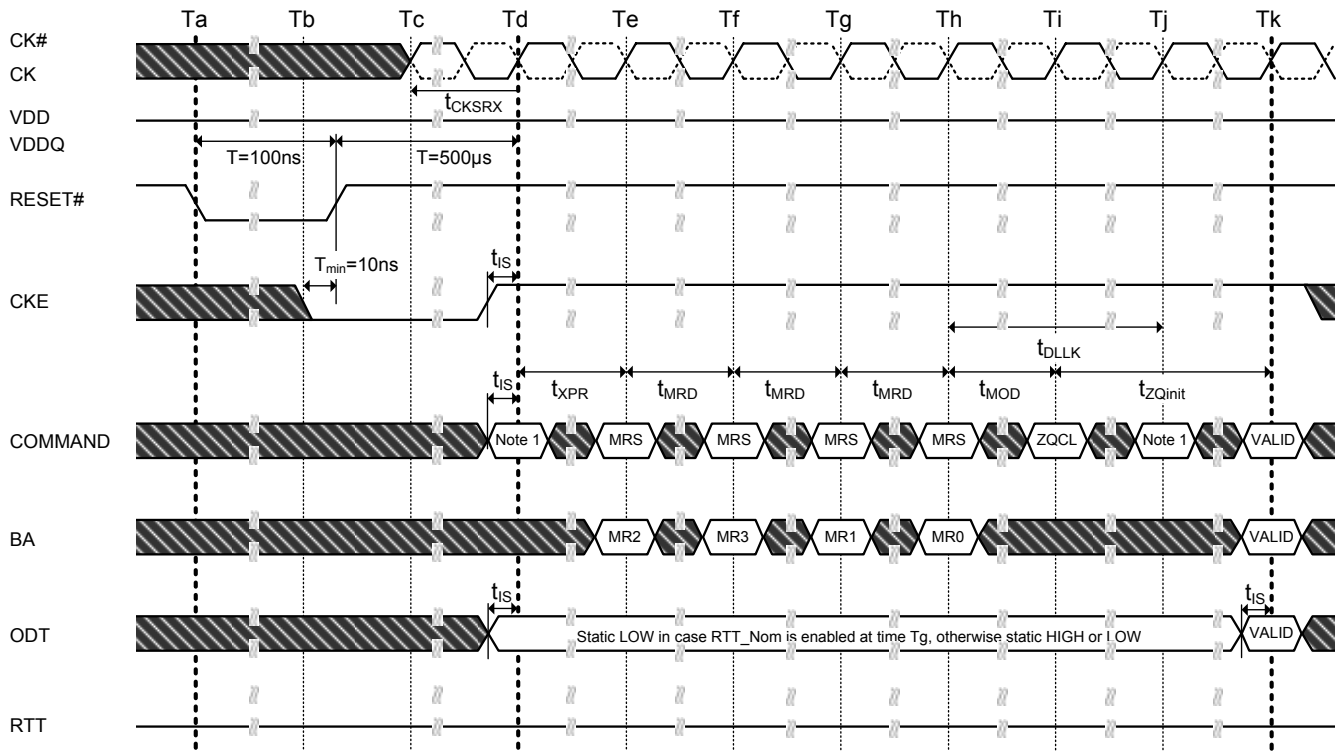 Ta Tb Tc Td Te Tf Tg Th Ti Tj Tk
CK#
CK
tCKSRX
VDD
VDDQ
T=100ns T=500µs
RESET#
Tmin=10ns tIS
CKE
tDLLK
tIS tXPR tMRD tMRD tMRD tMOD tZQinit
COMMAND Note 1 MRS MRS MRS MRS ZQCL Note 1 VALID
BA MR2 MR3 MR1 MR0 VALID
tIS tIS
ODT Static LOW in case RTT_Nom is enabled at time Tg, otherwise static HIGH or LOW VALID
RTT